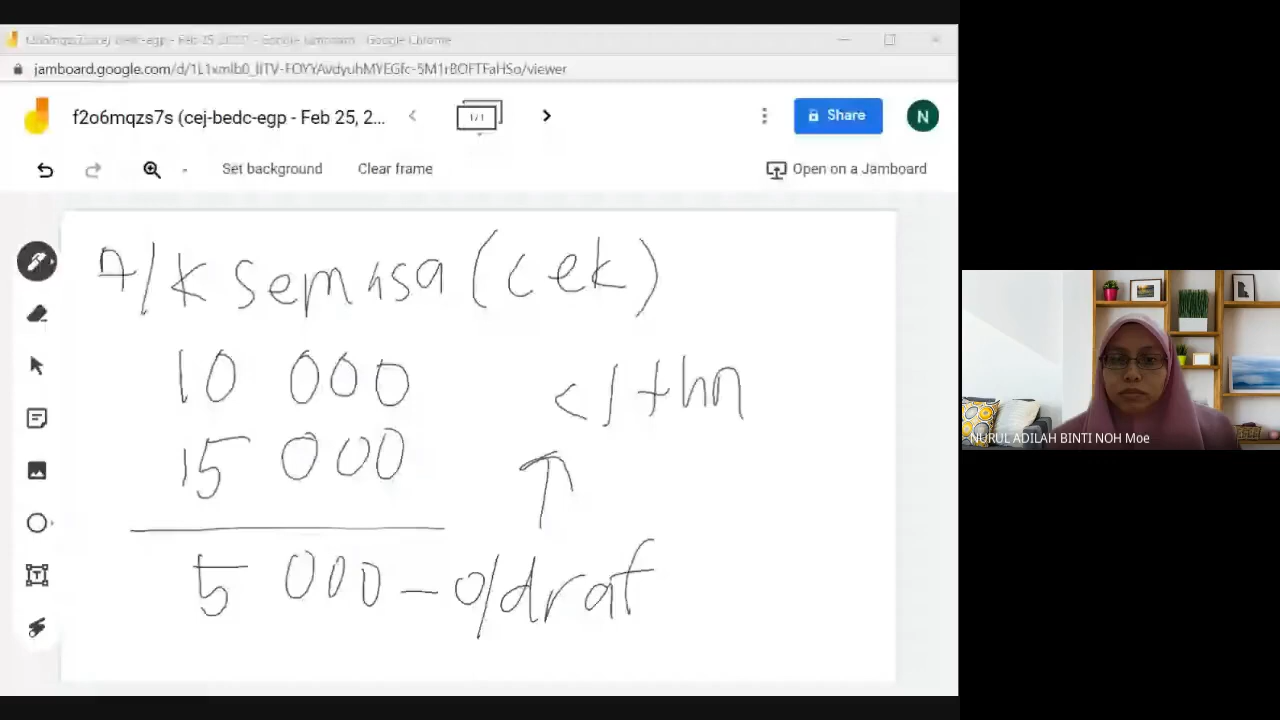 jamboard.google.com/d/1L1xmlb0_IiTV-FOYYAvdyuhMYEGfc-5M1rBOFTFaHSo/viewer
f2o6mqzs7s (cej-bedc-egp - Feb 25, 2...
1/1
Share
N
Set background
Clear frame
Open on a Jamboard
A/K semasa (cek)
10 000
<1 thn
15 000
5 000 – o/draf
NURUL ADILAH BINTI NOH Moe